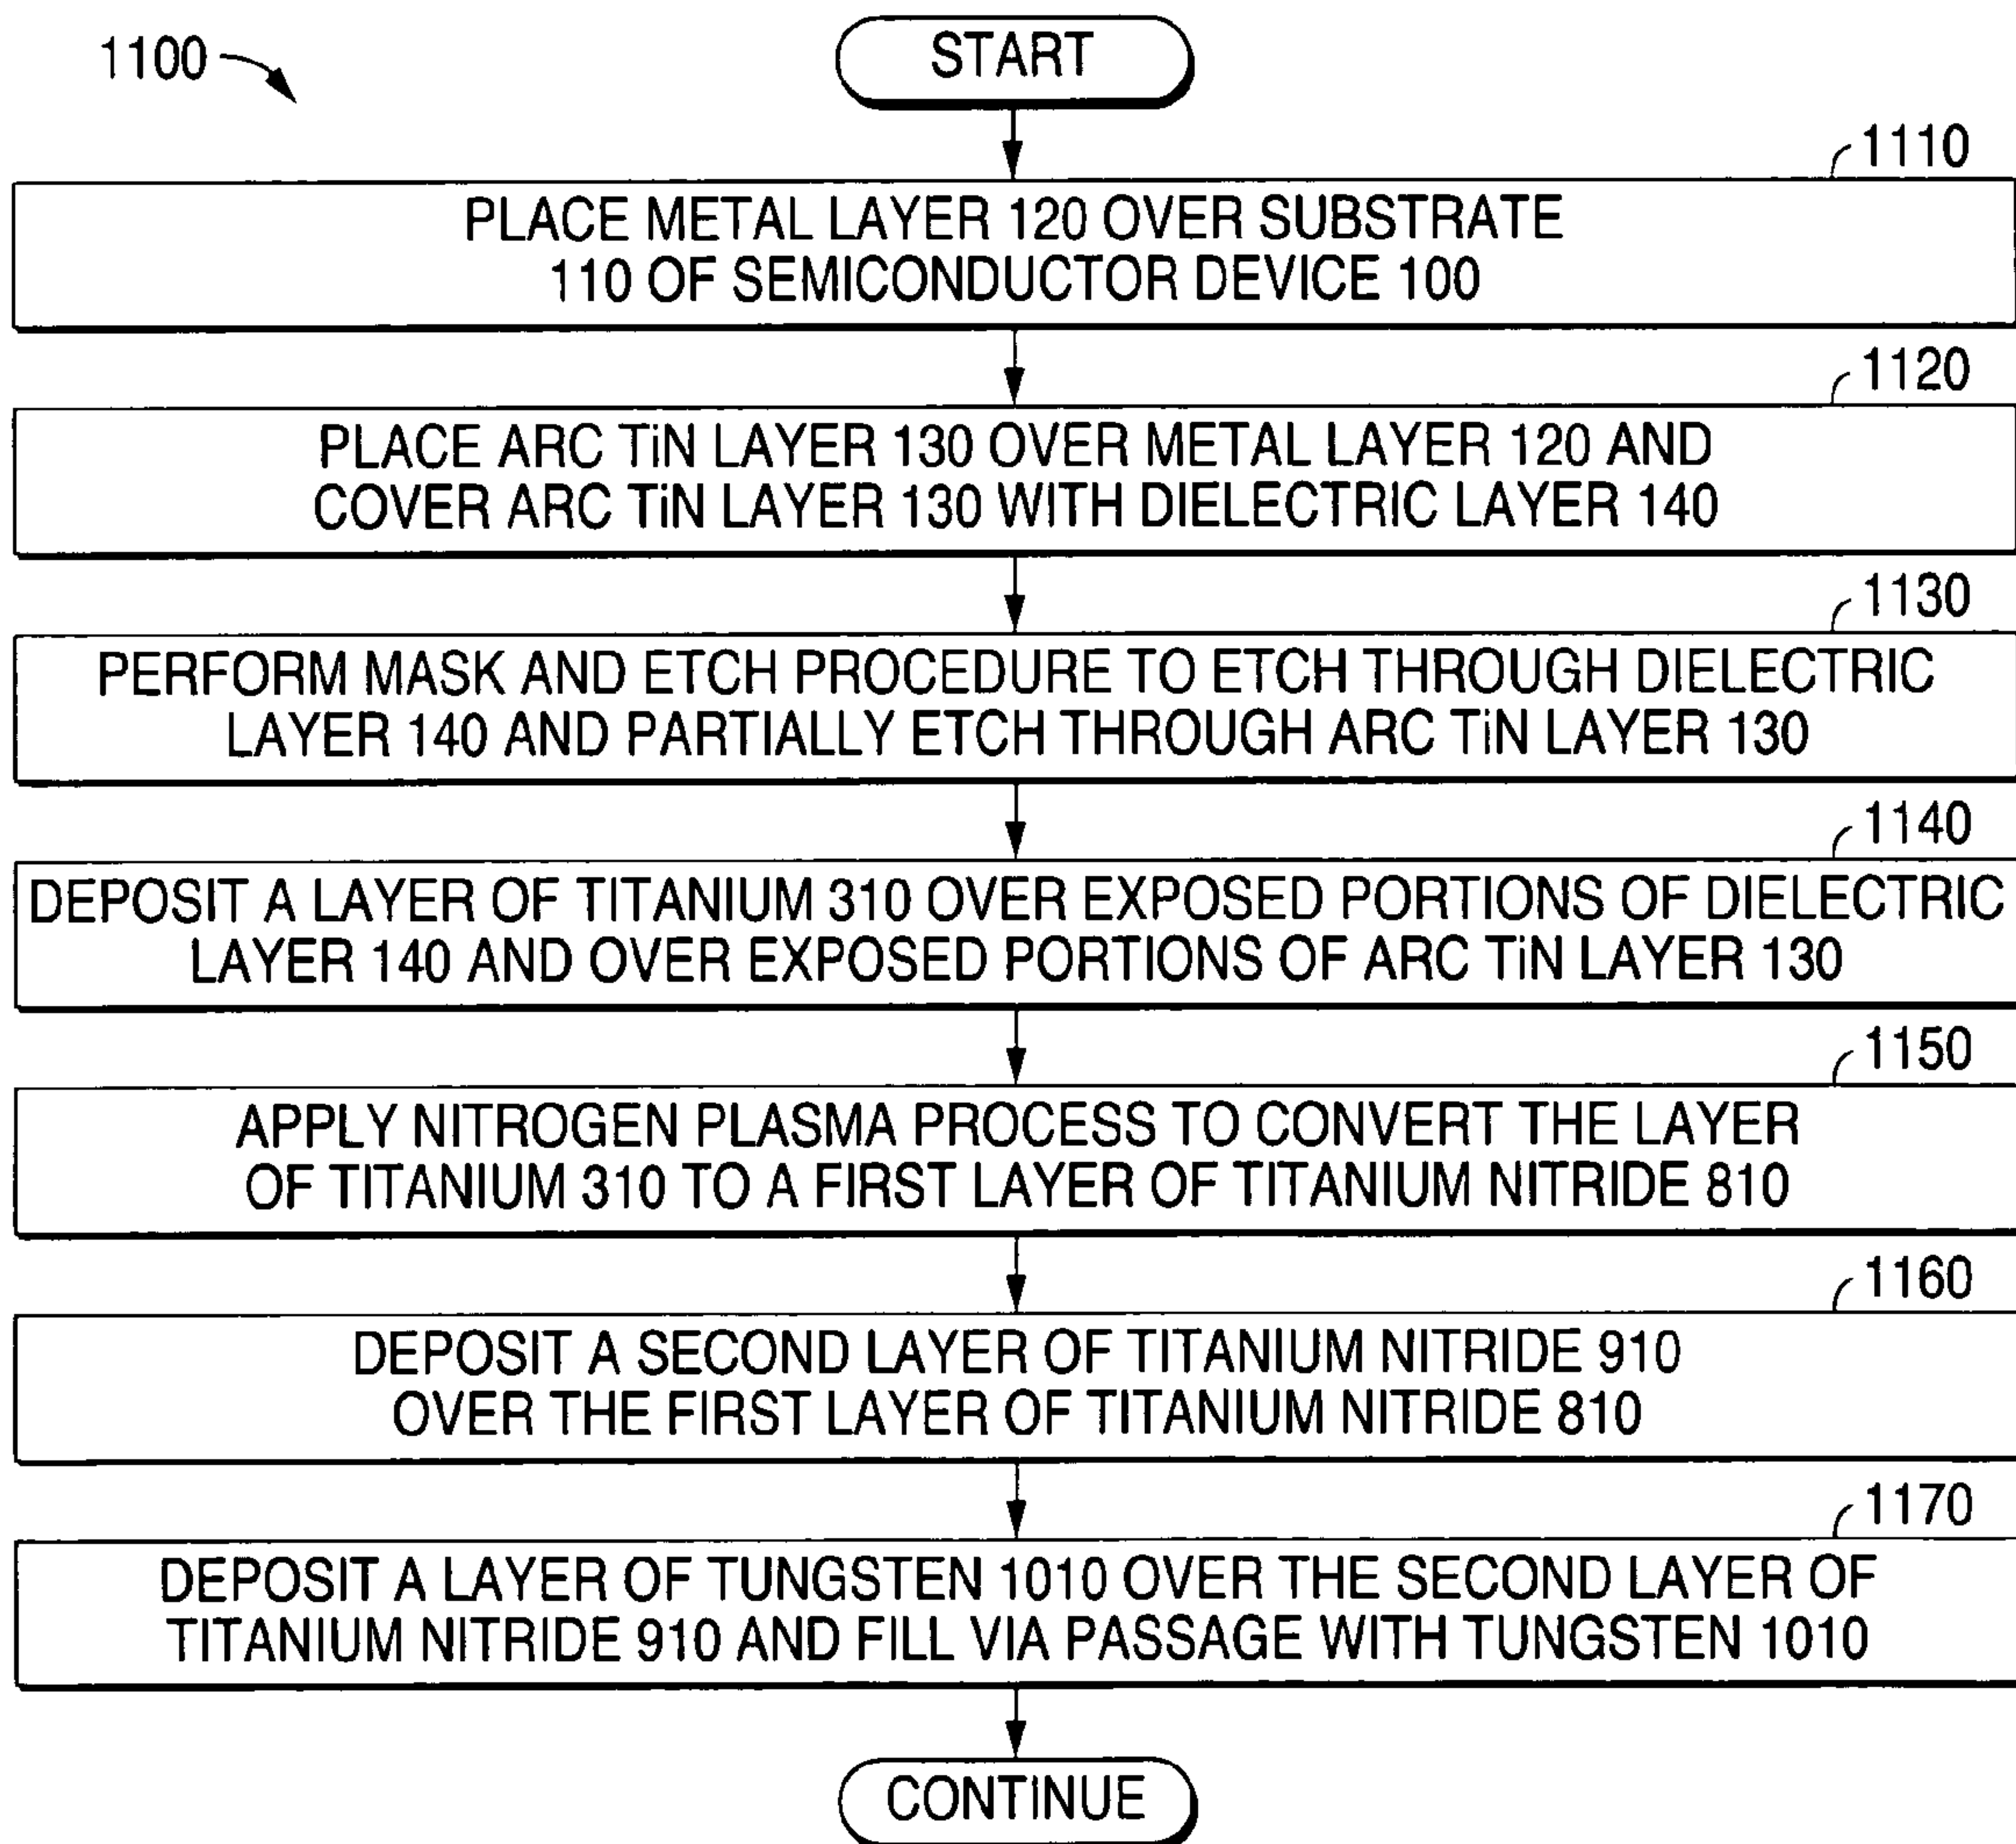 1100
START
1110
PLACE METAL LAYER 120 OVER SUBSTRATE
110 OF SEMICONDUCTOR DEVICE 100
1120
PLACE ARC TiN LAYER 130 OVER METAL LAYER 120 AND
COVER ARC TiN LAYER 130 WITH DIELECTRIC LAYER 140
1130
PERFORM MASK AND ETCH PROCEDURE TO ETCH THROUGH DIELECTRIC
LAYER 140 AND PARTIALLY ETCH THROUGH ARC TiN LAYER 130
1140
DEPOSIT A LAYER OF TITANIUM 310 OVER EXPOSED PORTIONS OF DIELECTRIC
LAYER 140 AND OVER EXPOSED PORTIONS OF ARC TiN LAYER 130
1150
APPLY NITROGEN PLASMA PROCESS TO CONVERT THE LAYER
OF TITANIUM 310 TO A FIRST LAYER OF TITANIUM NITRIDE 810
1160
DEPOSIT A SECOND LAYER OF TITANIUM NITRIDE 910
OVER THE FIRST LAYER OF TITANIUM NITRIDE 810
1170
DEPOSIT A LAYER OF TUNGSTEN 1010 OVER THE SECOND LAYER OF
TITANIUM NITRIDE 910 AND FILL VIA PASSAGE WITH TUNGSTEN 1010
CONTINUE